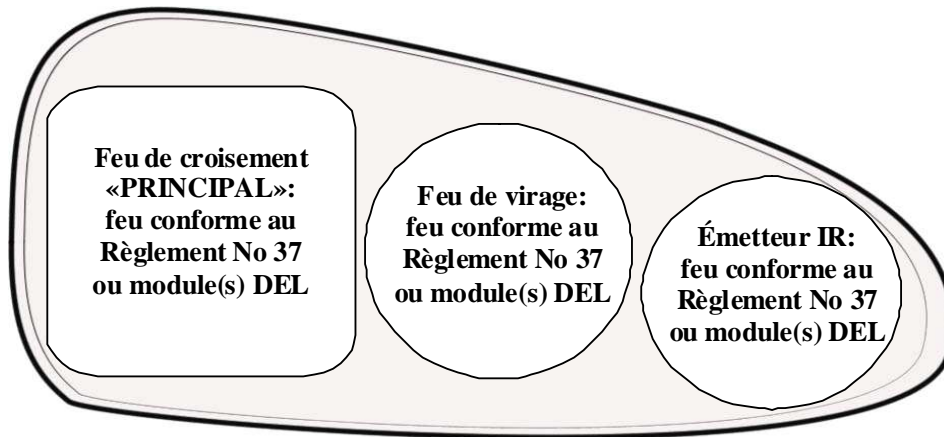 Feu de croisement
«PRINCIPAL»:
feu conforme au
Règlement No 37
ou module(s) DEL
Feu de virage:
feu conforme au
Règlement No 37
ou module(s) DEL
Émetteur IR:
feu conforme au
Règlement No 37
ou module(s) DEL